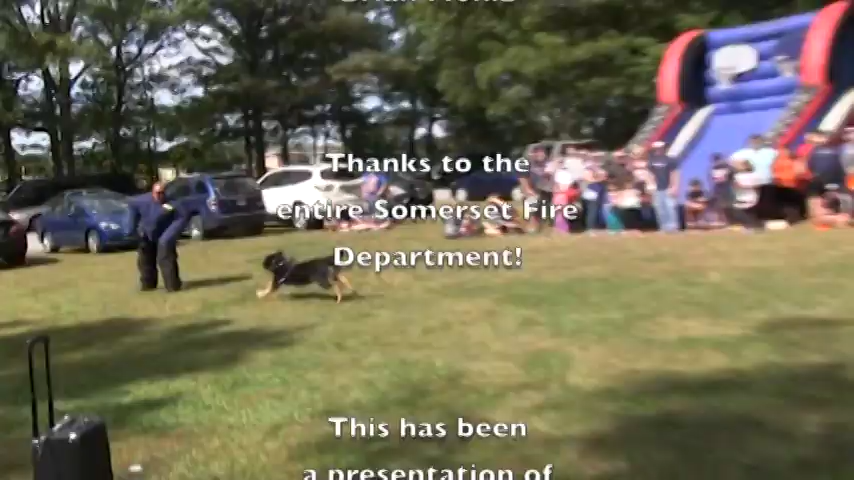 Thanks to the
entire Somerset Fire
Department!
This has been
a presentation of